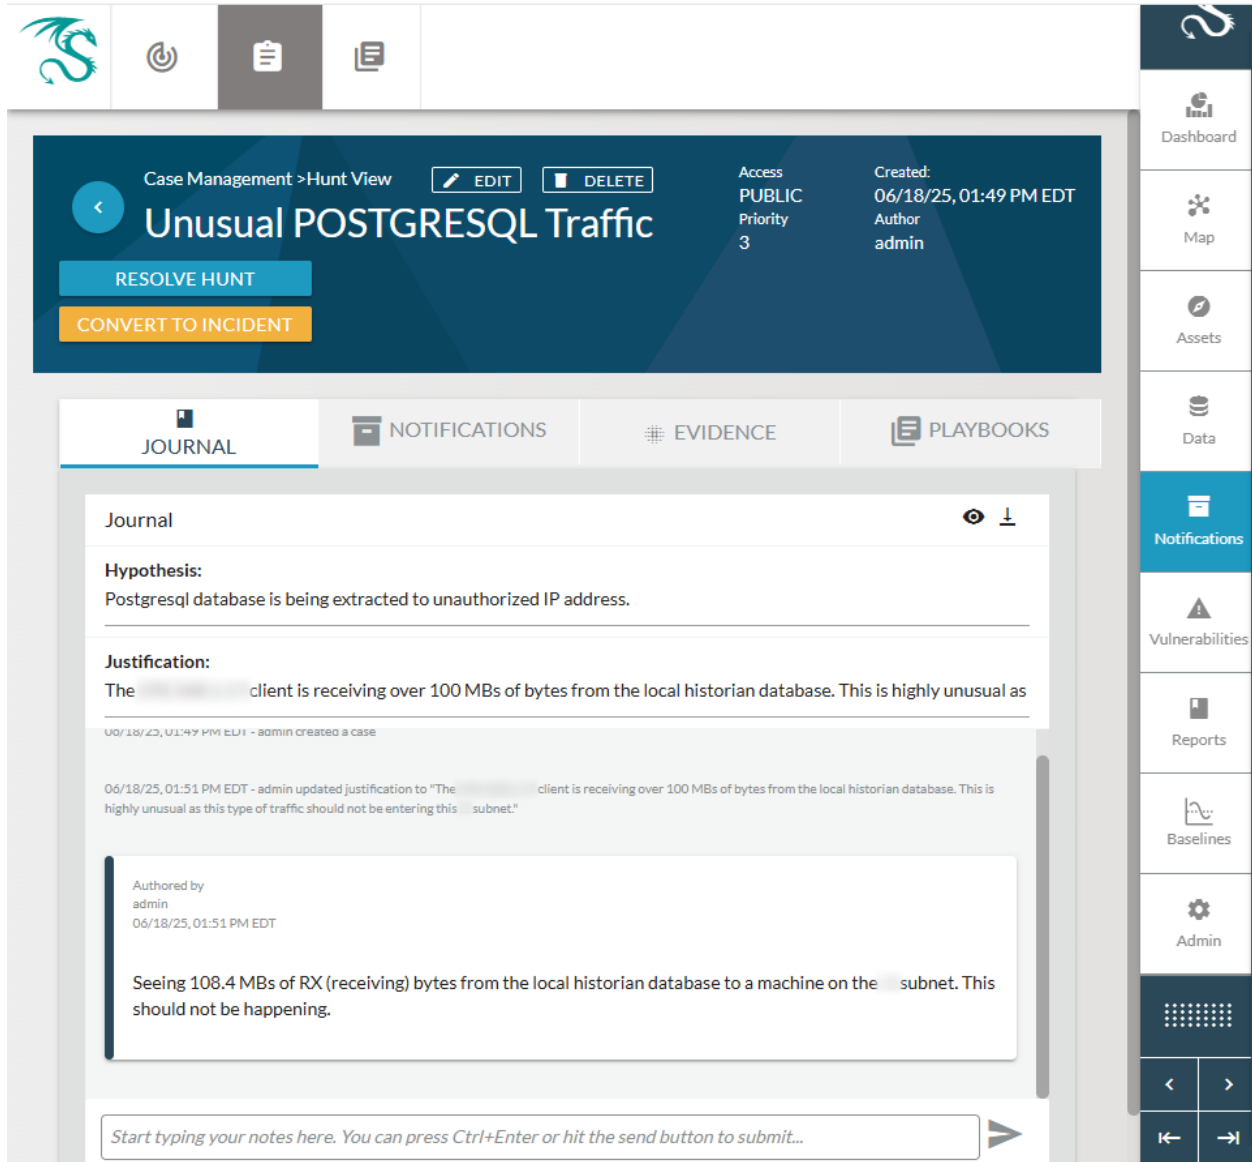 Case Management >Hunt View
EDIT
DELETE
Unusual POSTGRESQL Traffic
RESOLVE HUNT
CONVERT TO INCIDENT
Access
PUBLIC
Priority
3
Created:
06/18/25, 01:49 PM EDT
Author
admin
JOURNAL
NOTIFICATIONS
EVIDENCE
PLAYBOOKS
Journal
Hypothesis:
Postgresql database is being extracted to unauthorized IP address.
Justification:
The client is receiving over 100 MBs of bytes from the local historian database. This is highly unusual as
06/18/25, 01:49 PM EDT - admin created a case
06/18/25, 01:51 PM EDT - admin updated justification to "The client is receiving over 100 MBs of bytes from the local historian database. This is
highly unusual as this type of traffic should not be entering this subnet."
Authored by
admin
06/18/25, 01:51 PM EDT
Seeing 108.4 MBs of RX (receiving) bytes from the local historian database to a machine on the subnet. This
should not be happening.
Start typing your notes here. You can press Ctrl+Enter or hit the send button to submit...
Dashboard
Map
Assets
Data
Notifications
Vulnerabilities
Reports
Baselines
Admin